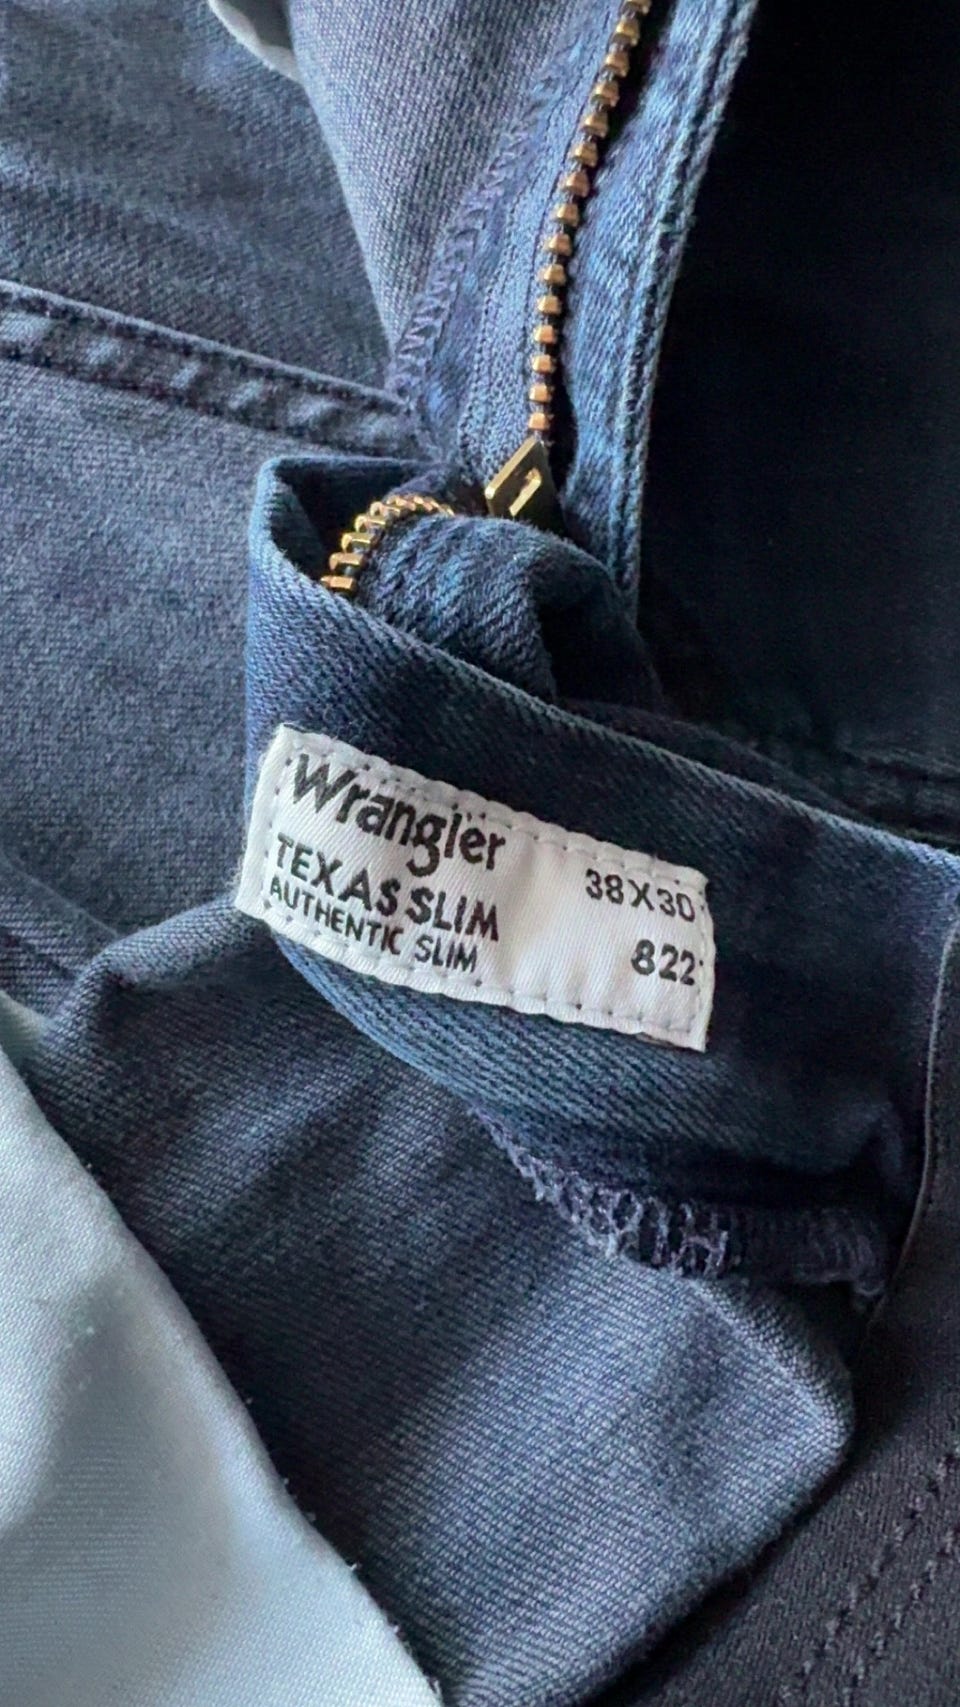 Wrangler
TEXAS SLIM
AUTHENTIC SLIM
38X30
822